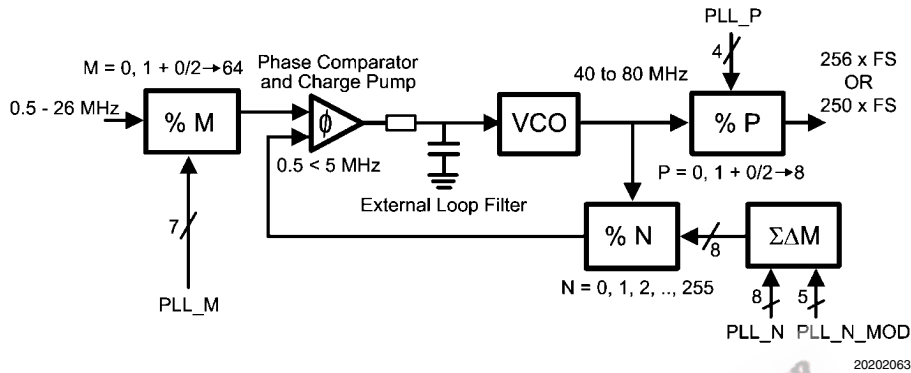 PLL_P
M = 0, 1 + 0/2→64
Phase Comparator
and Charge Pump
4
256 x FS
OR
250 x FS
40 to 80 MHz
0.5 - 26 MHz
% M
ϕ
VCO
% P
0.5 < 5 MHz
P = 0, 1 + 0/2→8
External Loop Filter
7
% N
8
ΣΔM
N = 0, 1, 2, .., 255
8
5
PLL_M
PLL_N
PLL_N_MOD
20202063